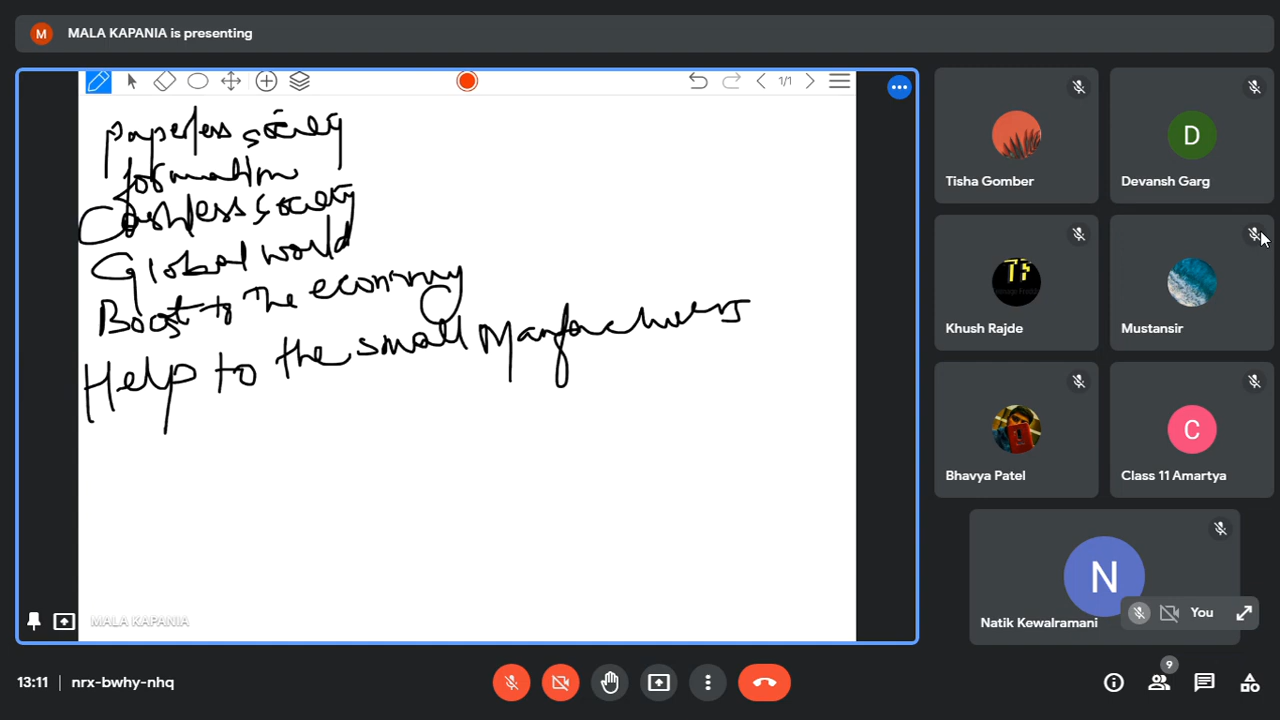 M
MALA KAPANIA is presenting
1/1
paperless society
formation
Cashless society
Global world
Boost to the economy
Help to the small Manfachuers
MALA KAPANIA
Tisha Gomber
D
Devansh Garg
Khush Rajde
Mustansir
Bhavya Patel
C
Class 11 Amartya
N
Natik Kewalramani
You
13:11 | nrx-bwhy-nhq
9